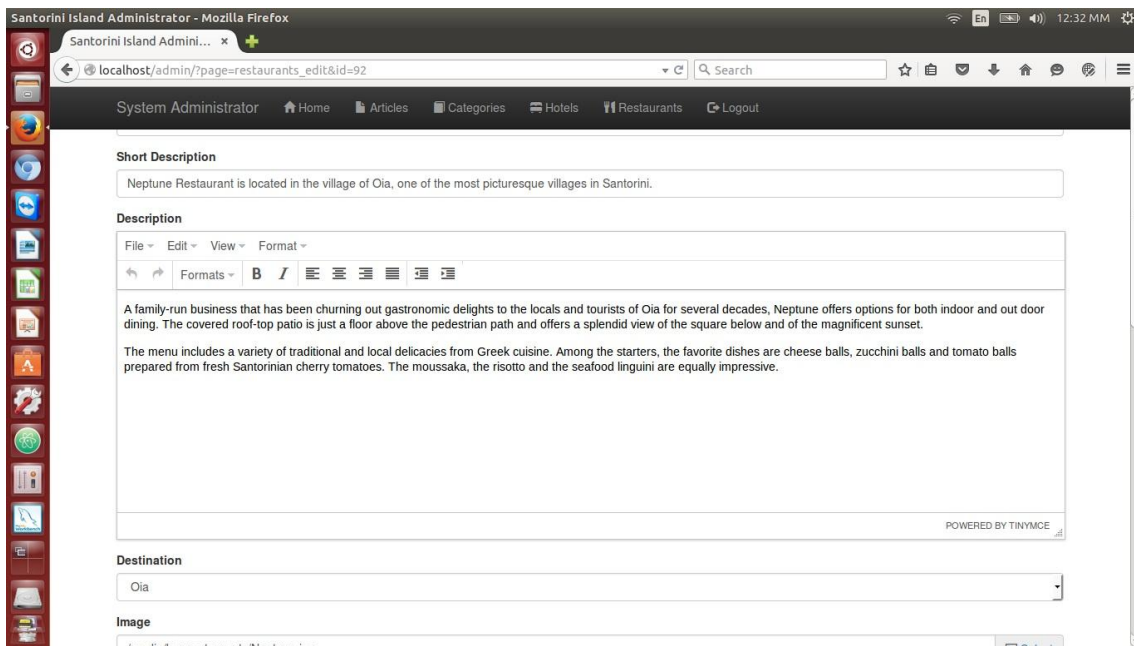 Santorini Island Administrator - Mozilla Firefox
En
12:32 ΜΜ
Santorini Island Admini... ×
localhost/admin/?page=restaurants_edit&id=92
Search
System Administrator
Home
Articles
Categories
Hotels
Restaurants
Logout
Short Description
Neptune Restaurant is located in the village of Oia, one of the most picturesque villages in Santorini.
Description
File Edit View Format
Formats B I
A family-run business that has been churning out gastronomic delights to the locals and tourists of Oia for several decades, Neptune offers options for both indoor and out door
dining. The covered roof-top patio is just a floor above the pedestrian path and offers a splendid view of the square below and of the magnificent sunset.
The menu includes a variety of traditional and local delicacies from Greek cuisine. Among the starters, the favorite dishes are cheese balls, zucchini balls and tomato balls
prepared from fresh Santorinian cherry tomatoes. The moussaka, the risotto and the seafood linguini are equally impressive.
POWERED BY TINYMCE
Destination
Oia
Image